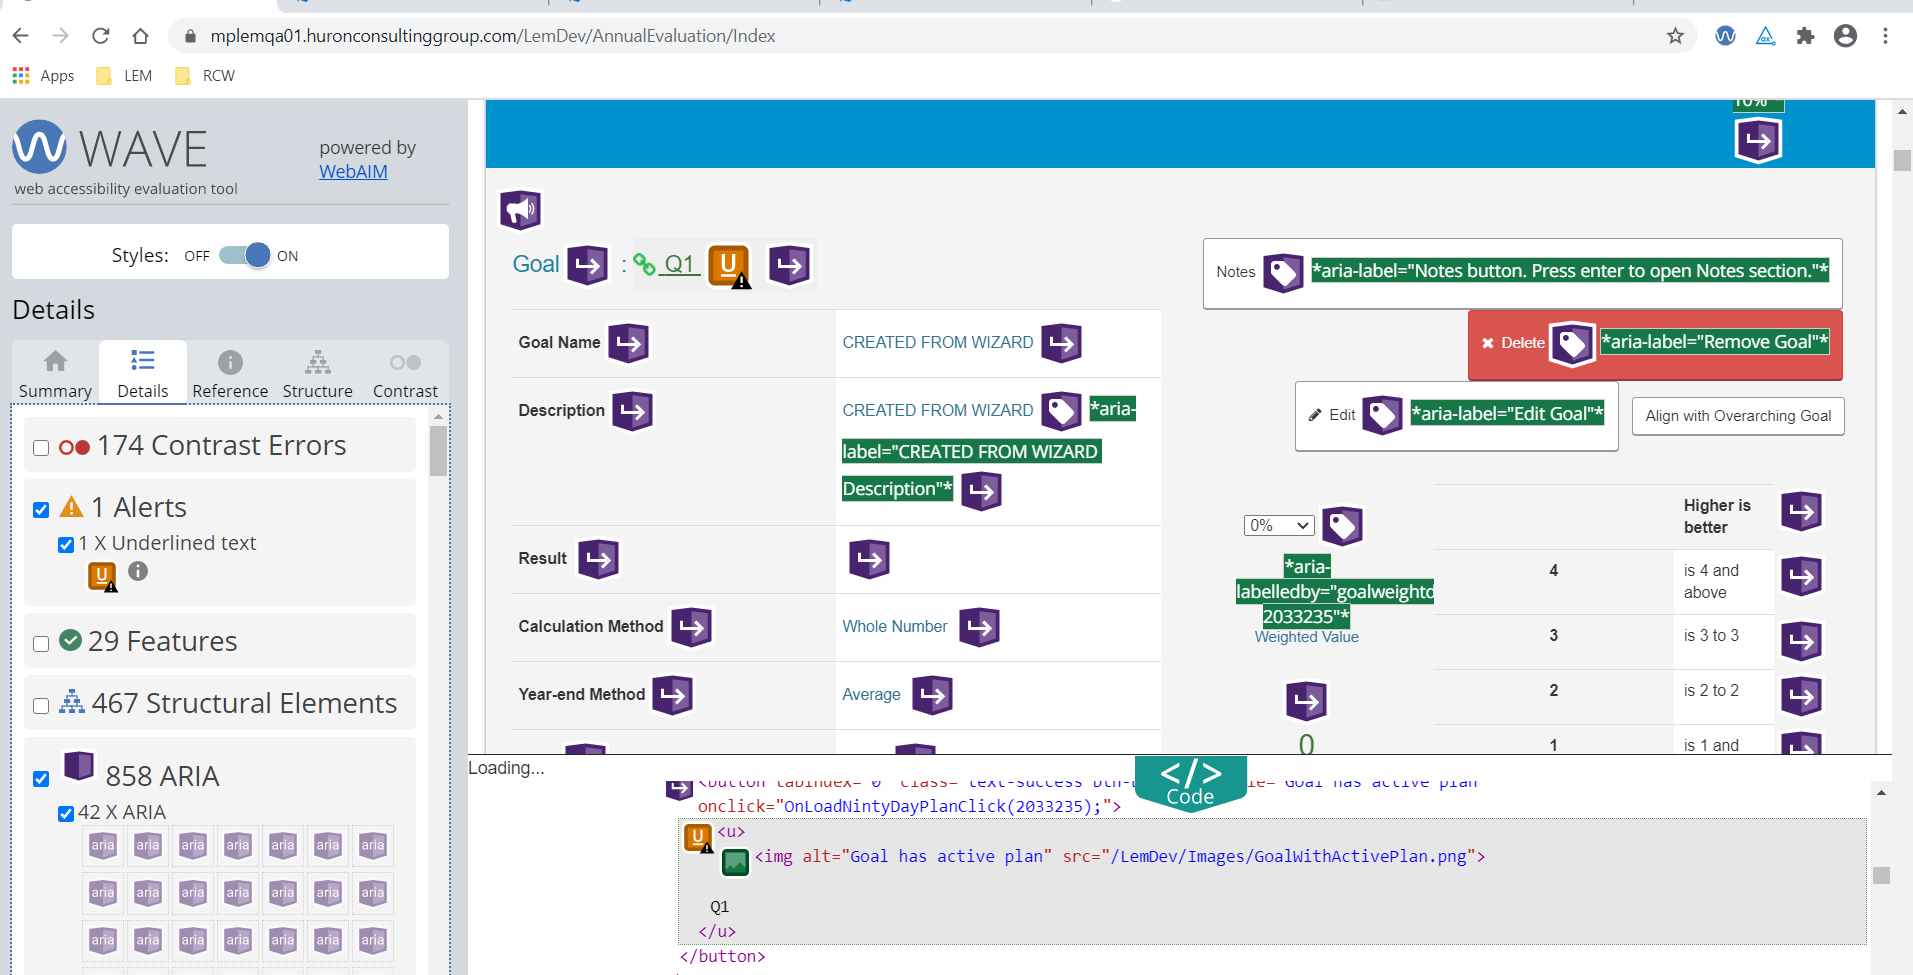 mplemqa01.huronconsultinggroup.com/LemDev/AnnualEvaluation/Index
Apps LEM RCW
WAVE
web accessibility evaluation tool
powered by
WebAIM
Styles: OFF ON
Details
Summary Details Reference Structure Contrast
174 Contrast Errors
1 Alerts
1 X Underlined text
U
29 Features
467 Structural Elements
858 ARIA
42 X ARIA
aria aria aria aria aria aria aria
aria aria aria aria aria aria aria
aria aria aria aria aria aria aria
10%
Goal : Q1 U
Notes *aria-label="Notes button. Press enter to open Notes section."*
Delete *aria-label="Remove Goal"*
Edit *aria-label="Edit Goal"* Align with Overarching Goal
Goal Name CREATED FROM WIZARD
Description CREATED FROM WIZARD *aria-
label="CREATED FROM WIZARD
Description"*
Result
Calculation Method Whole Number
Year-end Method Average
0%
*aria-
labelledby="goalweightd
2033235"*
Weighted Value
0
Higher is
better
4 is 4 and
above
3 is 3 to 3
2 is 2 to 2
1 is 1 and
Loading...
</>
Code
<button tabindex="0" class="text-success Goal has active plan
onclick="OnLoadNintyDayPlanClick(2033235);">
U <u>
<img alt="Goal has active plan" src="/LemDev/Images/GoalWithActivePlan.png">
Q1
</u>
</button>